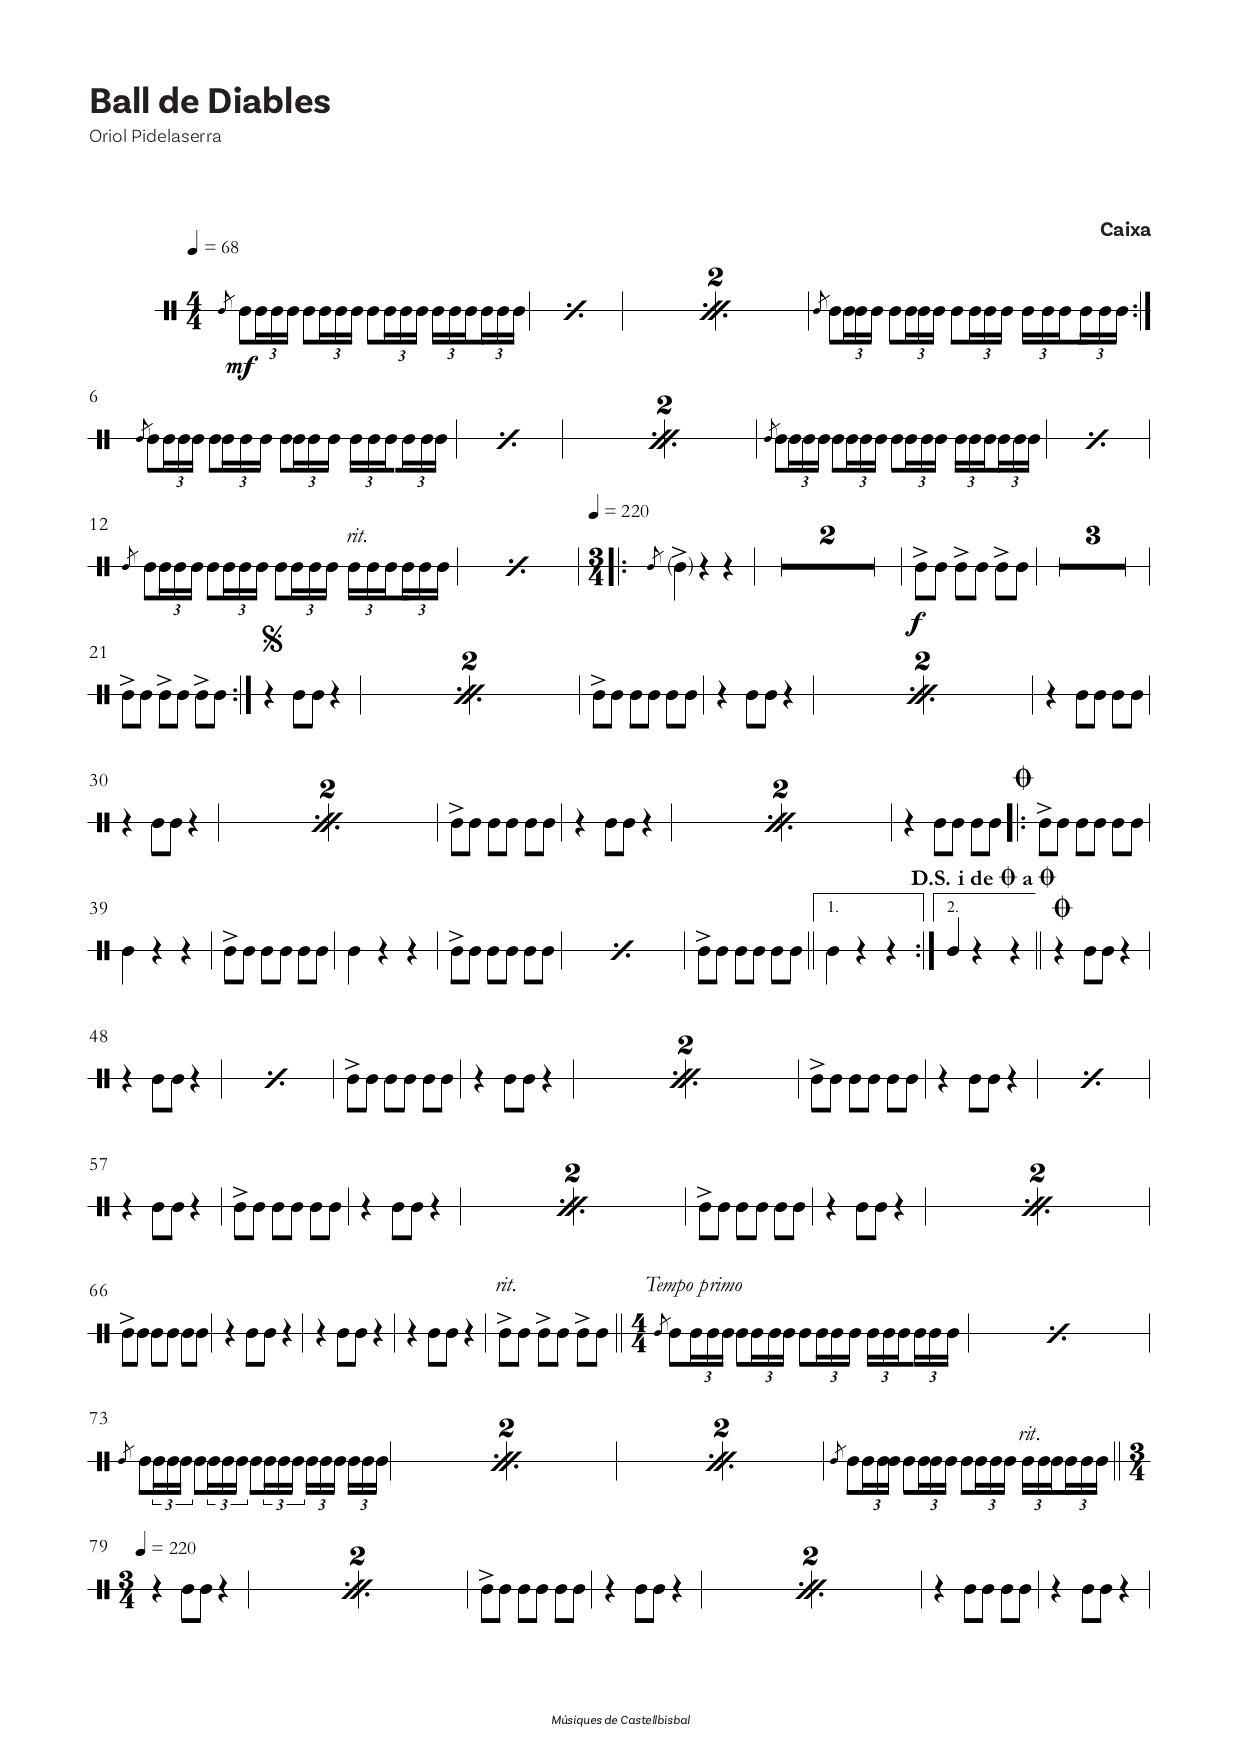 Ball de Diables
Oriol Pidelaserra
Caixa
♩ = 68
4
4
2
3 3 3 3 3 3 3 3 3 3
mf
6
2
3 3 3 3 3 3 3 3 3 3
12
rit.
♩ = 220
3
4
2
3
3 3 3 3 3
f
21
2
2
30
2
2
D.S. i de 𝄌 a 𝄌
39
1.
2.
48
2
57
2
2
66
rit.
Tempo primo
4
4
3 3 3 3 3
73
2
2
rit.
3
4
3 3 3 3 3 3 3 3 3 3
79
♩ = 220
3
4
2
2
Músiques de Castellbisbal